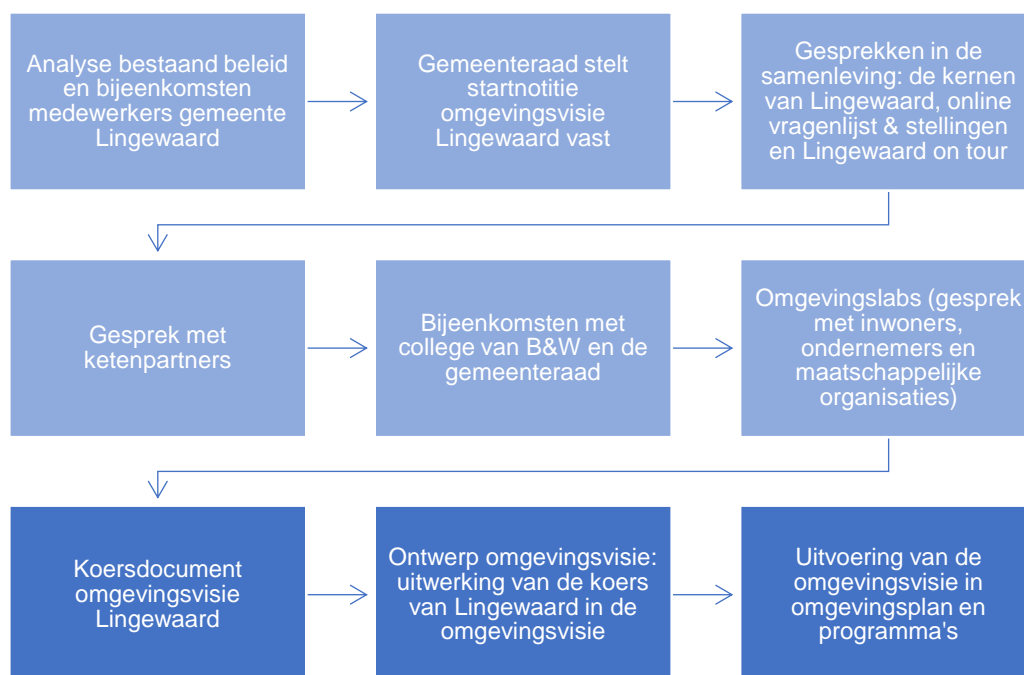 Analyse bestaand beleid
en bijeenkomsten
medewerkers gemeente
Lingewaard
Gemeenteraad stelt
startnotitie
omgevingsvisie
Lingewaard vast
Gesprekken in de
samenleving: de kernen
van Lingewaard, online
vragenlijst & stellingen
en Lingewaard on tour
Gesprek met
ketenpartners
Bijeenkomsten met
college van B&W en de
gemeenteraad
Omgevingslabs (gesprek
met inwoners,
ondernemers en
maatschappelijke
organisaties)
Koersdocument
omgevingsvisie
Lingewaard
Ontwerp omgevingsvisie:
uitwerking van de koers
van Lingewaard in de
omgevingsvisie
Uitvoering van de
omgevingsvisie in
omgevingsplan en
programma's